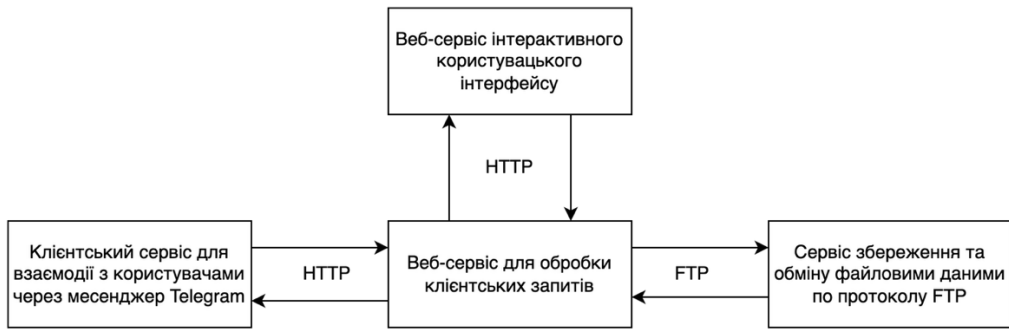 Веб-сервіс інтерактивного
користувацького
інтерфейсу
HTTP
Клієнтський сервіс для
взаємодії з користувачами
через месенджер Telegram
HTTP
Веб-сервіс для обробки
клієнтських запитів
FTP
Сервіс збереження та
обміну файловими даними
по протоколу FTP